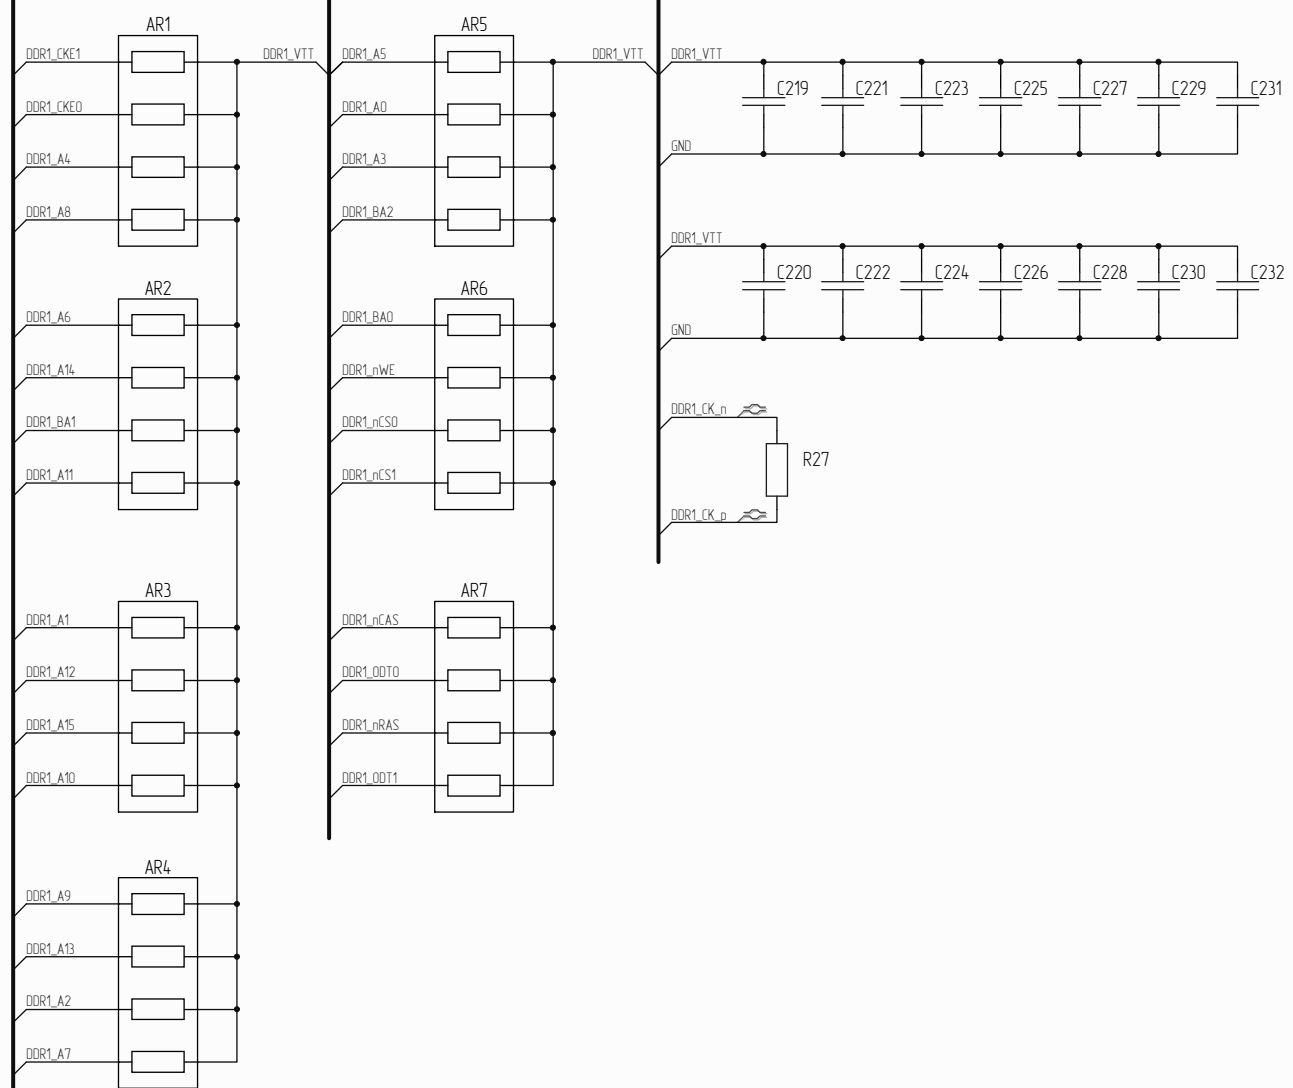 AR1
DDR1_CKE1
DDR1_CKE0
DDR1_A4
DDR1_A8
DDR1_VTT
AR2
DDR1_A6
DDR1_A14
DDR1_BA1
DDR1_A11
AR3
DDR1_A1
DDR1_A12
DDR1_A15
DDR1_A10
AR4
DDR1_A9
DDR1_A13
DDR1_A2
DDR1_A7
AR5
DDR1_A5
DDR1_A0
DDR1_A3
DDR1_BA2
DDR1_VTT
AR6
DDR1_BA0
DDR1_nWE
DDR1_nCS0
DDR1_nCS1
AR7
DDR1_nCAS
DDR1_ODT0
DDR1_nRAS
DDR1_ODT1
DDR1_VTT
C219 C221 C223 C225 C227 C229 C231
GND
DDR1_VTT
C220 C222 C224 C226 C228 C230 C232
GND
DDR1_CK_n
R27
DDR1_CK_p